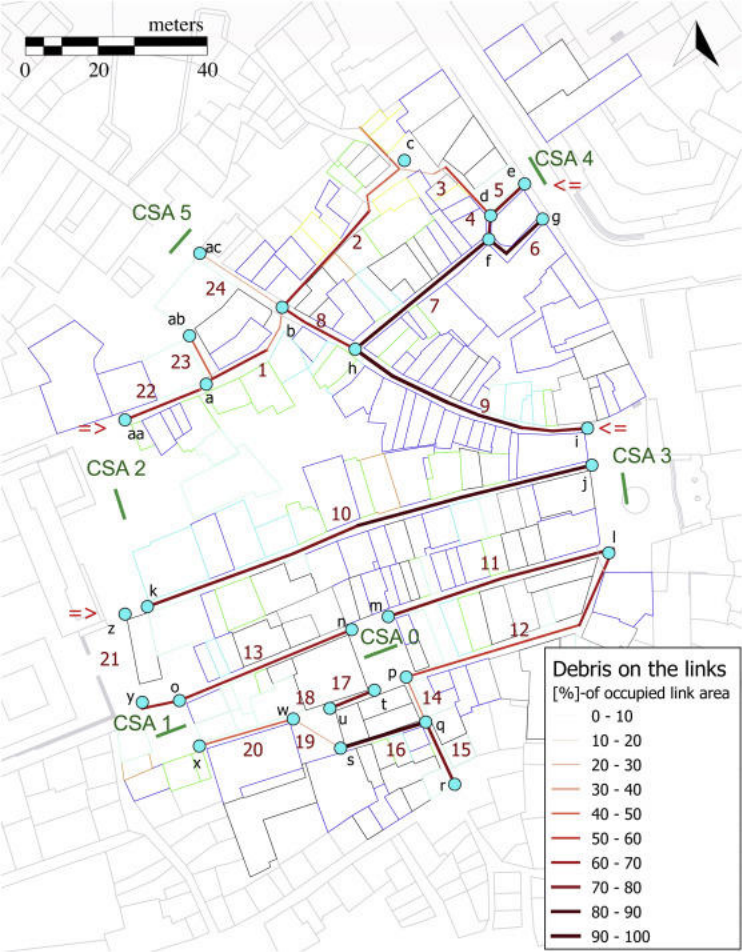 meters
0 20 40
c
CSA 4
e
<=
3
d
5
4
g
CSA 5
2
f
6
ac
24
7
b
8
ab
h
23
1
22
a
9
aa
=>
i
<=
CSA 2
CSA 3
j
10
l
11
k
m
=>
z
n
12
CSA 0
13
21
p
17
y
o
18
t
14
w
u
CSA 1
q
19
x
20
s
16
15
r
Debris on the links
[%]-of occupied link area
0 - 10
10 - 20
20 - 30
30 - 40
40 - 50
50 - 60
60 - 70
70 - 80
80 - 90
90 - 100